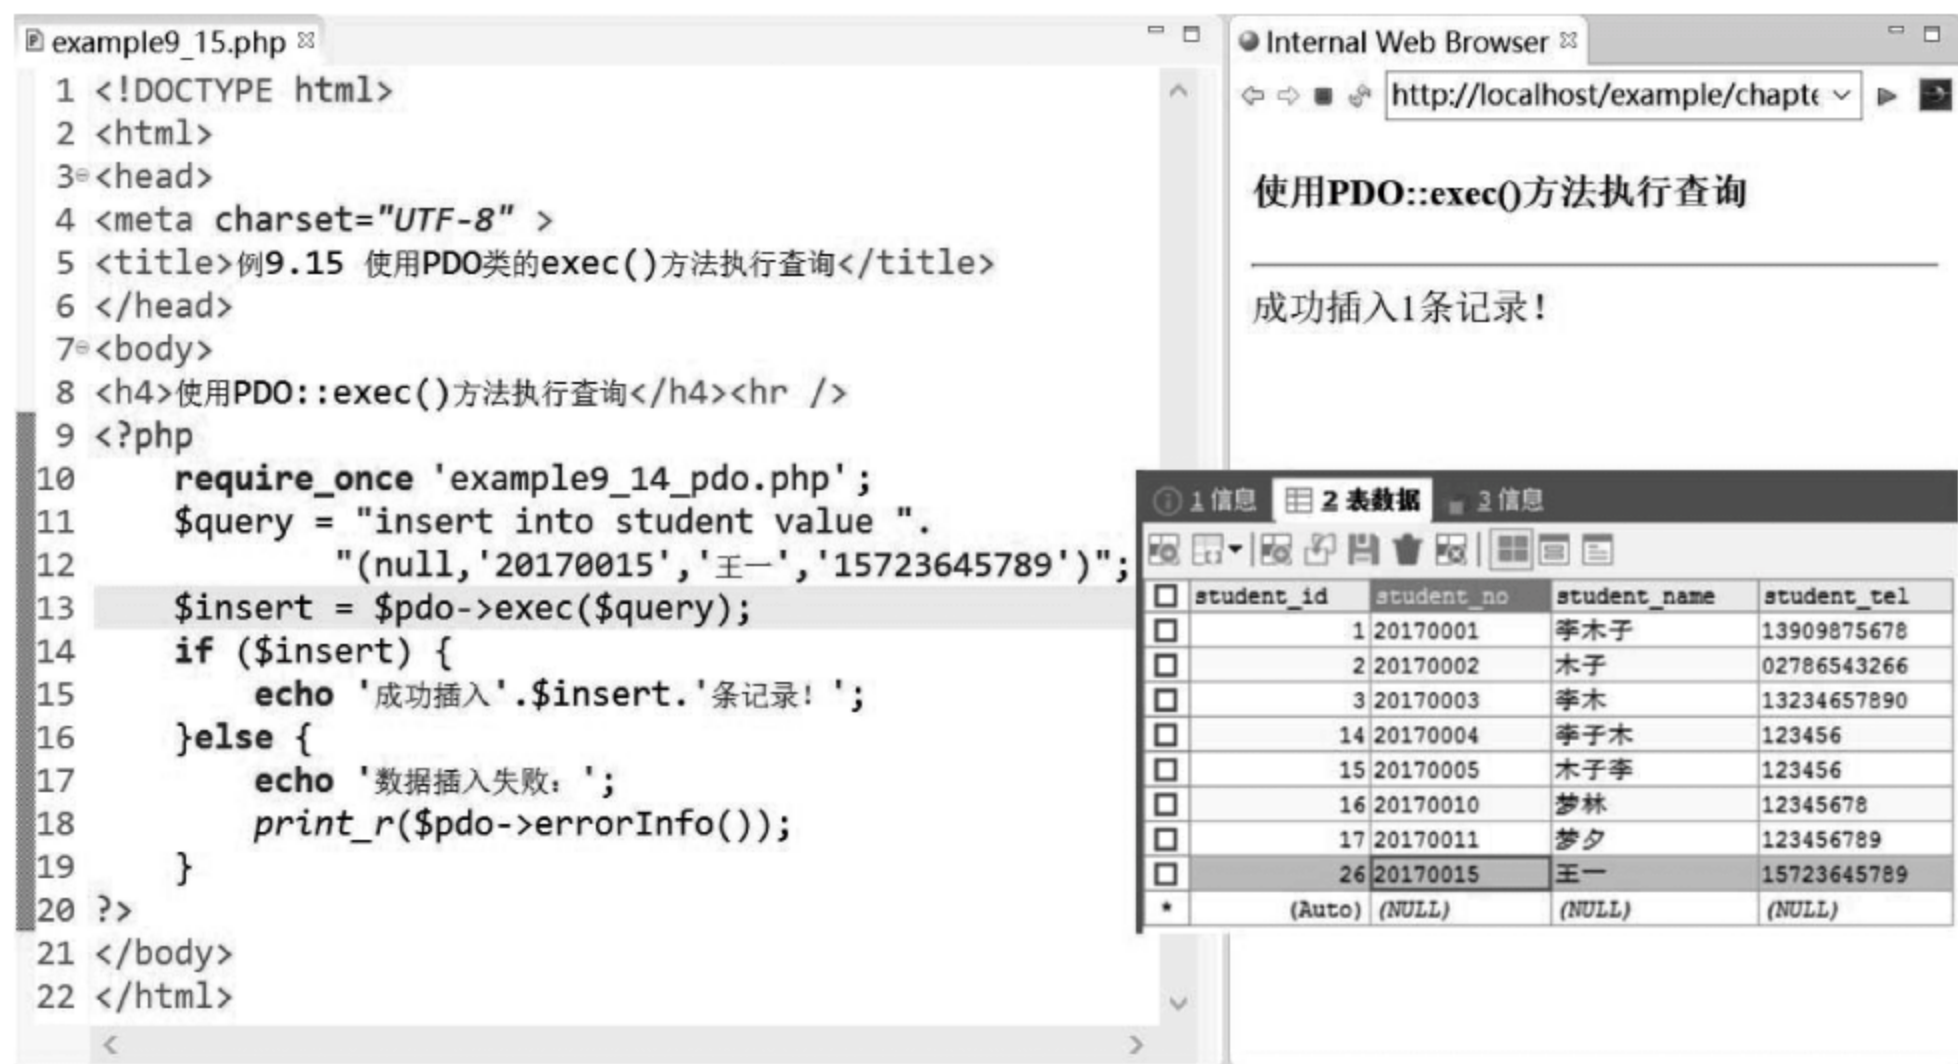 example9_15.php
1 <!DOCTYPE html>
2 <html>
3 <head>
4 <meta charset="UTF-8" >
5 <title>例9.15 使用PDO类的exec()方法执行查询</title>
6 </head>
7 <body>
8 <h4>使用PDO::exec()方法执行查询</h4><hr />
9 <?php
10 require_once 'example9_14_pdo.php';
11 $query = "insert into student value ".
12 "(null,'20170015','王一','15723645789')";
13 $insert = $pdo->exec($query);
14 if ($insert) {
15 echo '成功插入'.$insert.'条记录！';
16 }else {
17 echo '数据插入失败：';
18 print_r($pdo->errorInfo());
19 }
20 ?>
21 </body>
22 </html>
Internal Web Browser
http://localhost/example/chapte
使用PDO::exec()方法执行查询
成功插入1条记录！
1 信息 2 表数据 3 信息
student_id student_no student_name student_tel
1 20170001 李木子 13909875678
2 20170002 木子 02786543266
3 20170003 李木 13234657890
14 20170004 李子木 123456
15 20170005 木子李 123456
16 20170010 梦林 12345678
17 20170011 梦夕 123456789
26 20170015 王一 15723645789
* (Auto) (NULL) (NULL) (NULL)